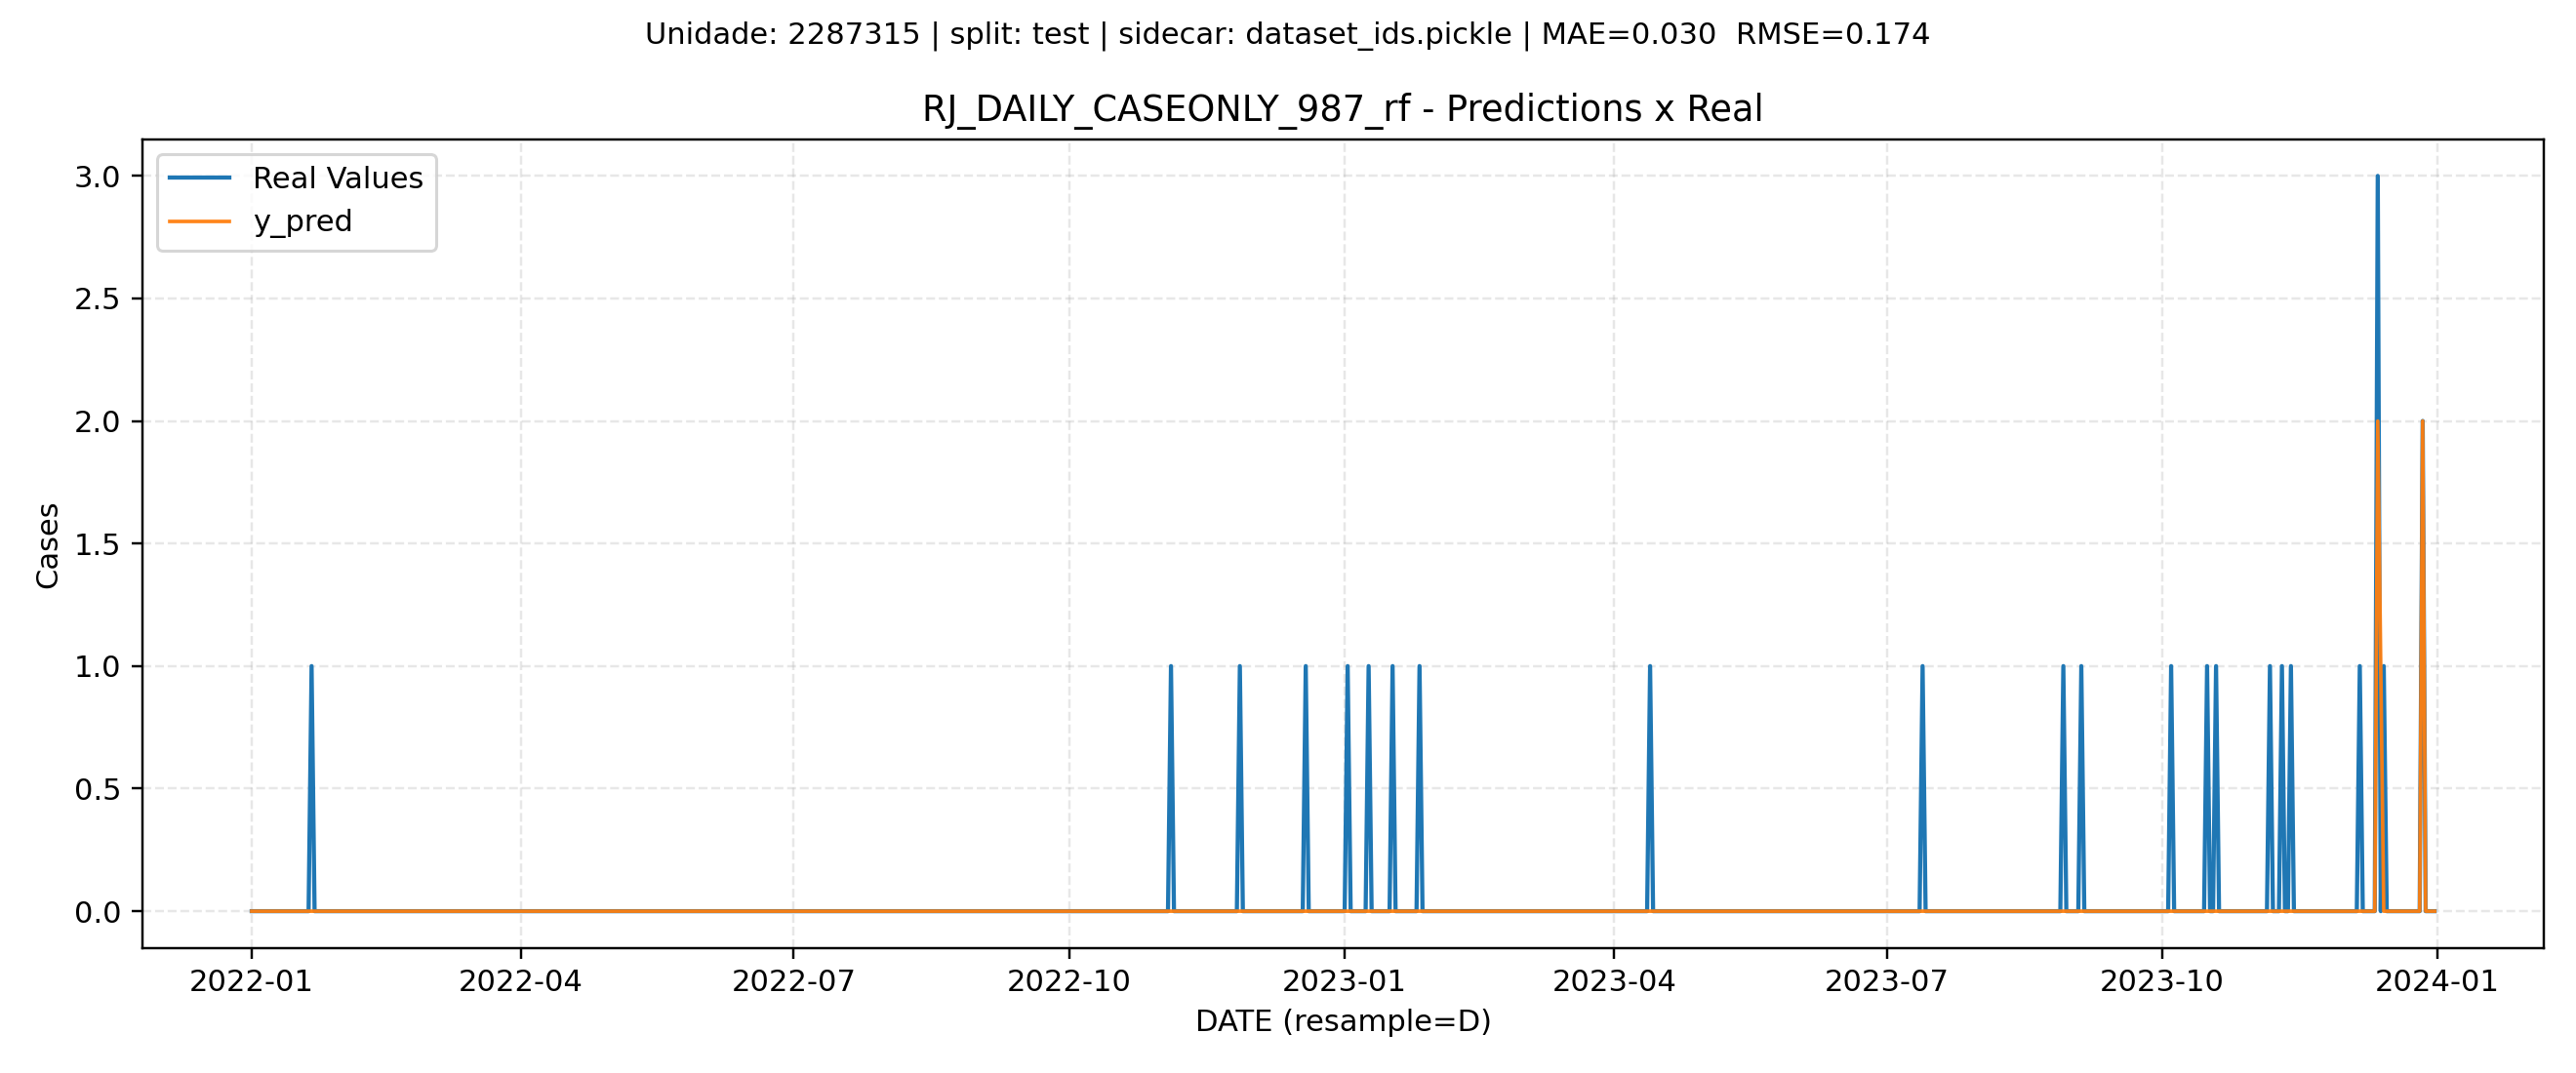 Unidade: 2287315 | split: test | sidecar: dataset_ids.pickle | MAE=0.030  RMSE=0.174
RJ_DAILY_CASEONLY_987_rf - Predictions x Real
Real Values
y_pred
Cases
3.0
2.5
2.0
1.5
1.0
0.5
0.0
2022-01 2022-04 2022-07 2022-10 2023-01 2023-04 2023-07 2023-10 2024-01
DATE (resample=D)